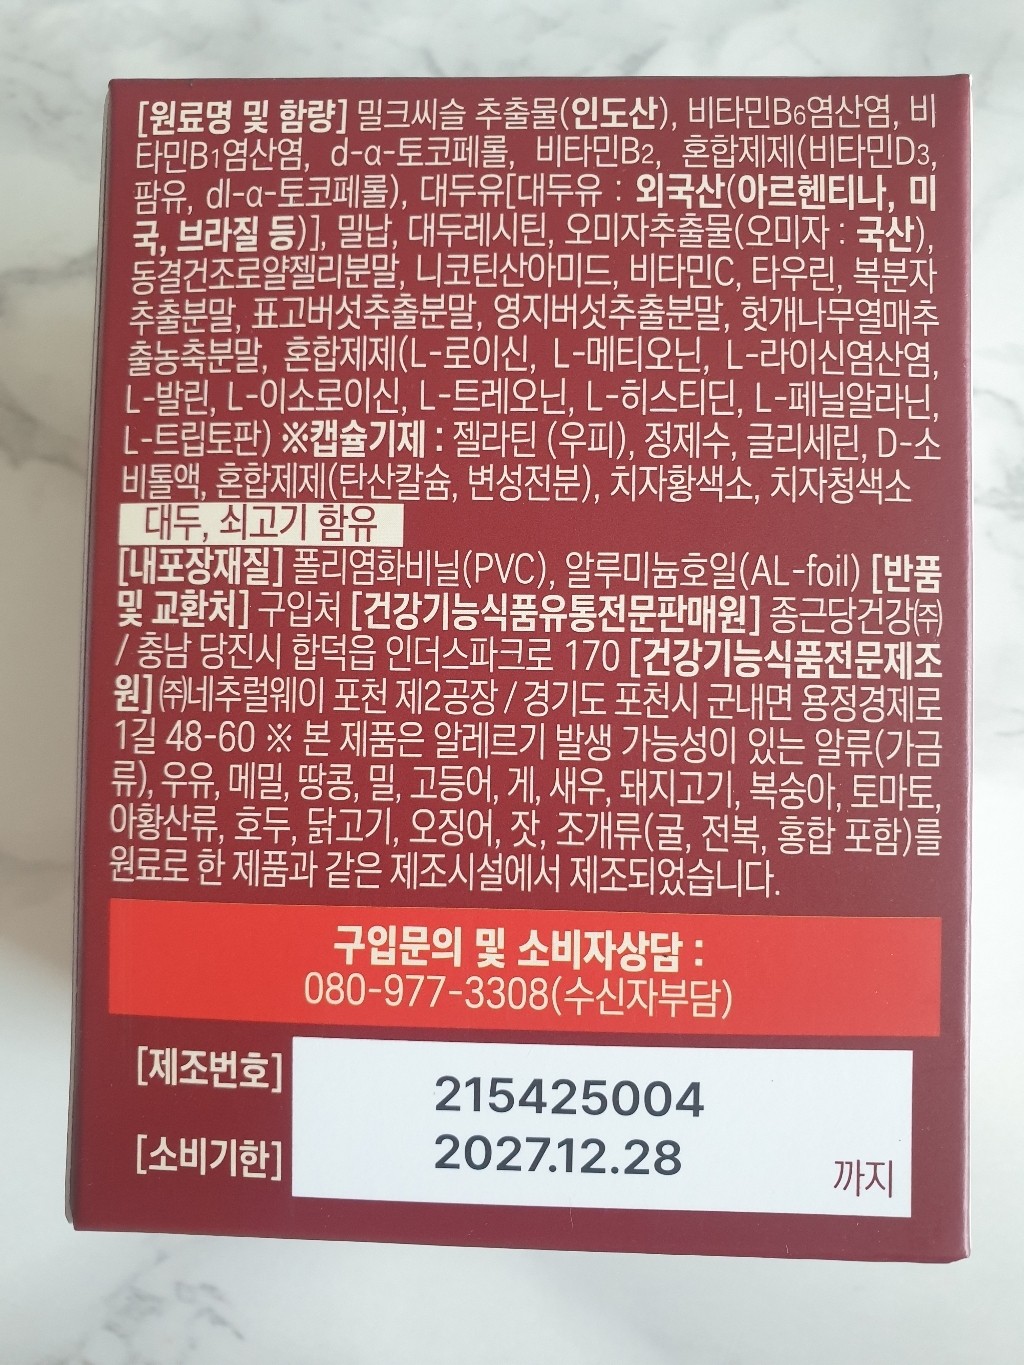 [원료명 및 함량] 밀크씨슬 추출물(인도산), 비타민B6염산염, 비
타민B1염산염, d-α-토코페롤, 비타민B2, 혼합제제(비타민D3,
팜유, dl-α-토코페롤), 대두유[대두유 : 외국산(아르헨티나, 미
국, 브라질 등)], 밀납, 대두레시틴, 오미자추출물(오미자 : 국산),
동결건조로얄젤리분말, 니코틴산아미드, 비타민C, 타우린, 복분자
추출분말, 표고버섯추출분말, 영지버섯추출분말, 헛개나무열매추
출농축분말, 혼합제제(L-로이신, L-메티오닌, L-라이신염산염,
L-발린, L-이소로이신, L-트레오닌, L-히스티딘, L-페닐알라닌,
L-트립토판) ※캡슐기제 : 젤라틴 (우피), 정제수, 글리세린, D-소
비톨액, 혼합제제(탄산칼슘, 변성전분), 치자황색소, 치자청색소
대두, 쇠고기 함유
[내포장재질] 폴리염화비닐(PVC), 알루미늄호일(AL-foil) [반품
및 교환처] 구입처 [건강기능식품유통전문판매원] 종근당건강㈜
/ 충남 당진시 합덕읍 인더스파크로 170 [건강기능식품전문제조
원] ㈜네추럴웨이 포천 제2공장 / 경기도 포천시 군내면 용정경제로
1길 48-60 ※ 본 제품은 알레르기 발생 가능성이 있는 알류(가금
류), 우유, 메밀, 땅콩, 밀, 고등어, 게, 새우, 돼지고기, 복숭아, 토마토,
아황산류, 호두, 닭고기, 오징어, 잣, 조개류(굴, 전복, 홍합 포함)를
원료로 한 제품과 같은 제조시설에서 제조되었습니다.
구입문의 및 소비자상담 :
080-977-3308(수신자부담)
[제조번호] 215425004
[소비기한] 2027.12.28 까지